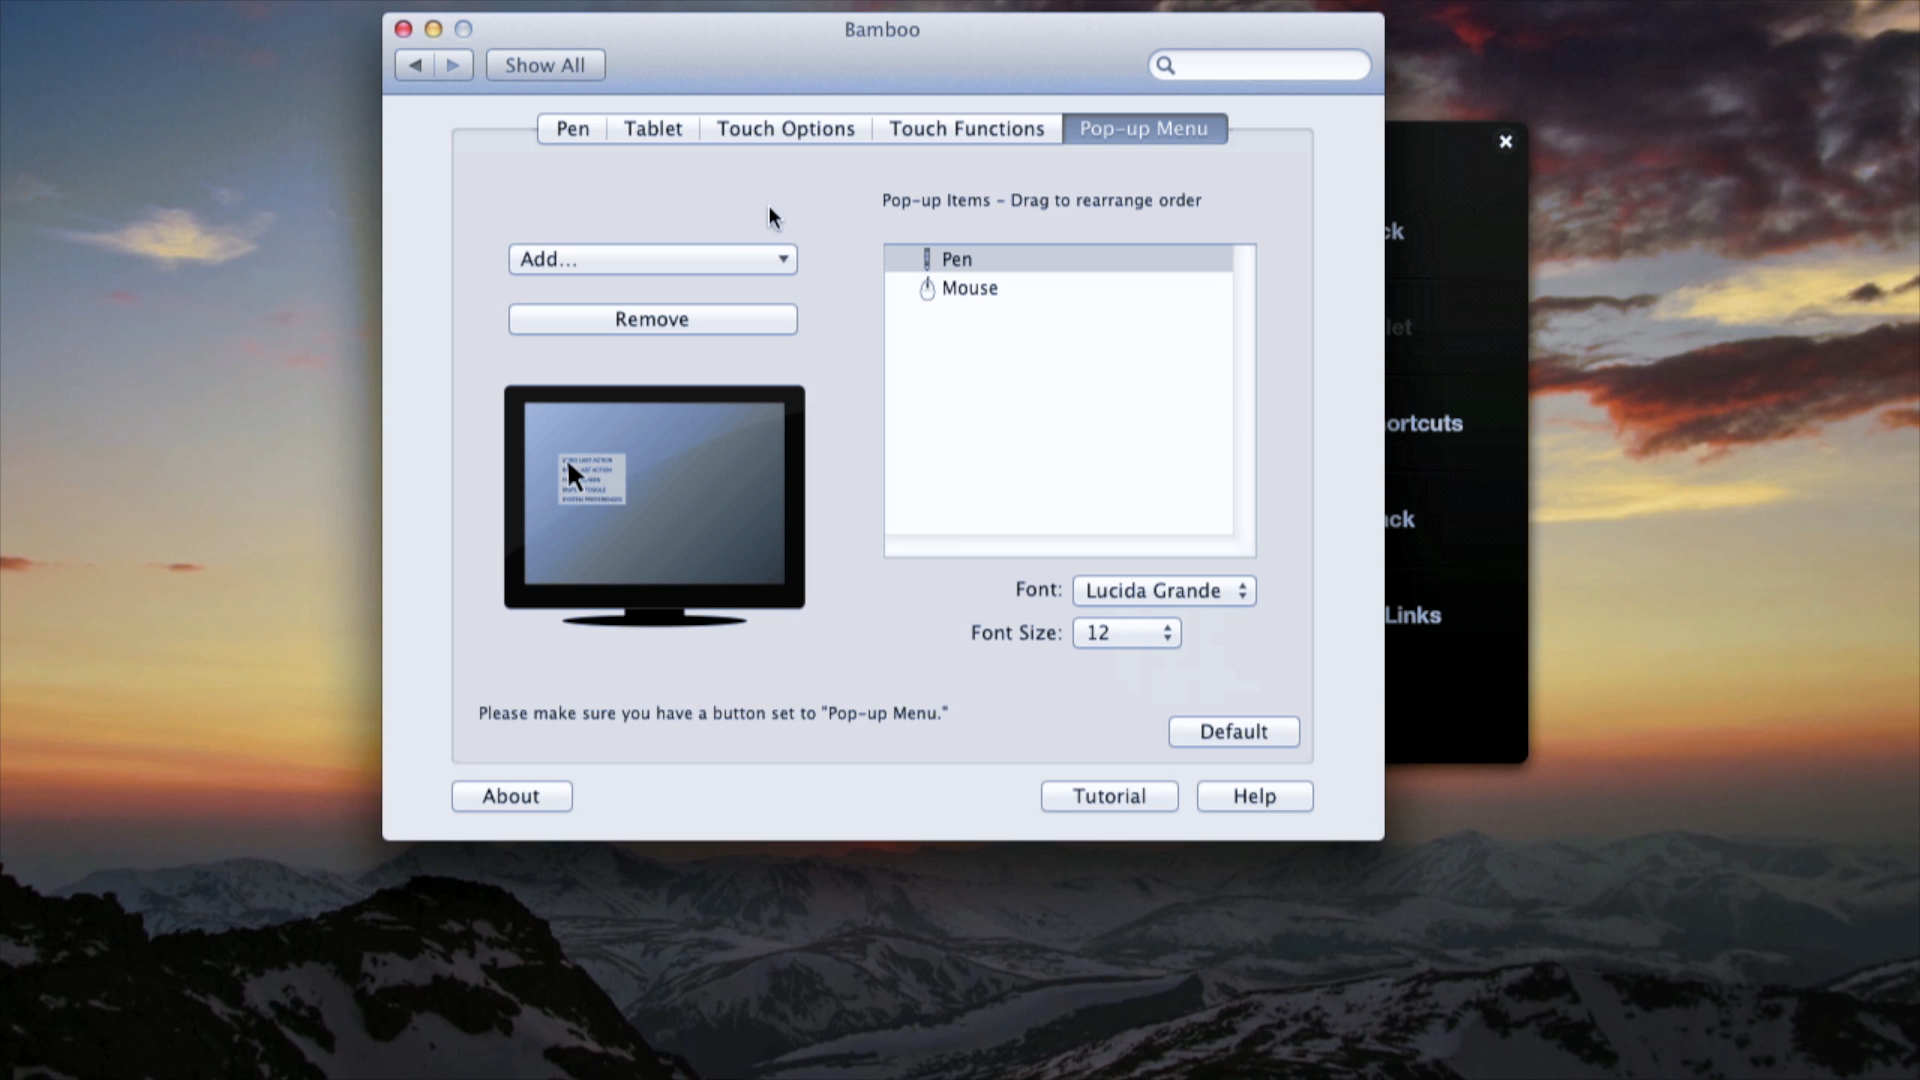 Bamboo
Show All
Pen Tablet Touch Options Touch Functions Pop-up Menu
Pop-up Items - Drag to rearrange order
Add...
Remove
Pen
Mouse
Font: Lucida Grande
Font Size: 12
Please make sure you have a button set to "Pop-up Menu."
Default
About
Tutorial
Help
ck
let
ortcuts
ack
Links